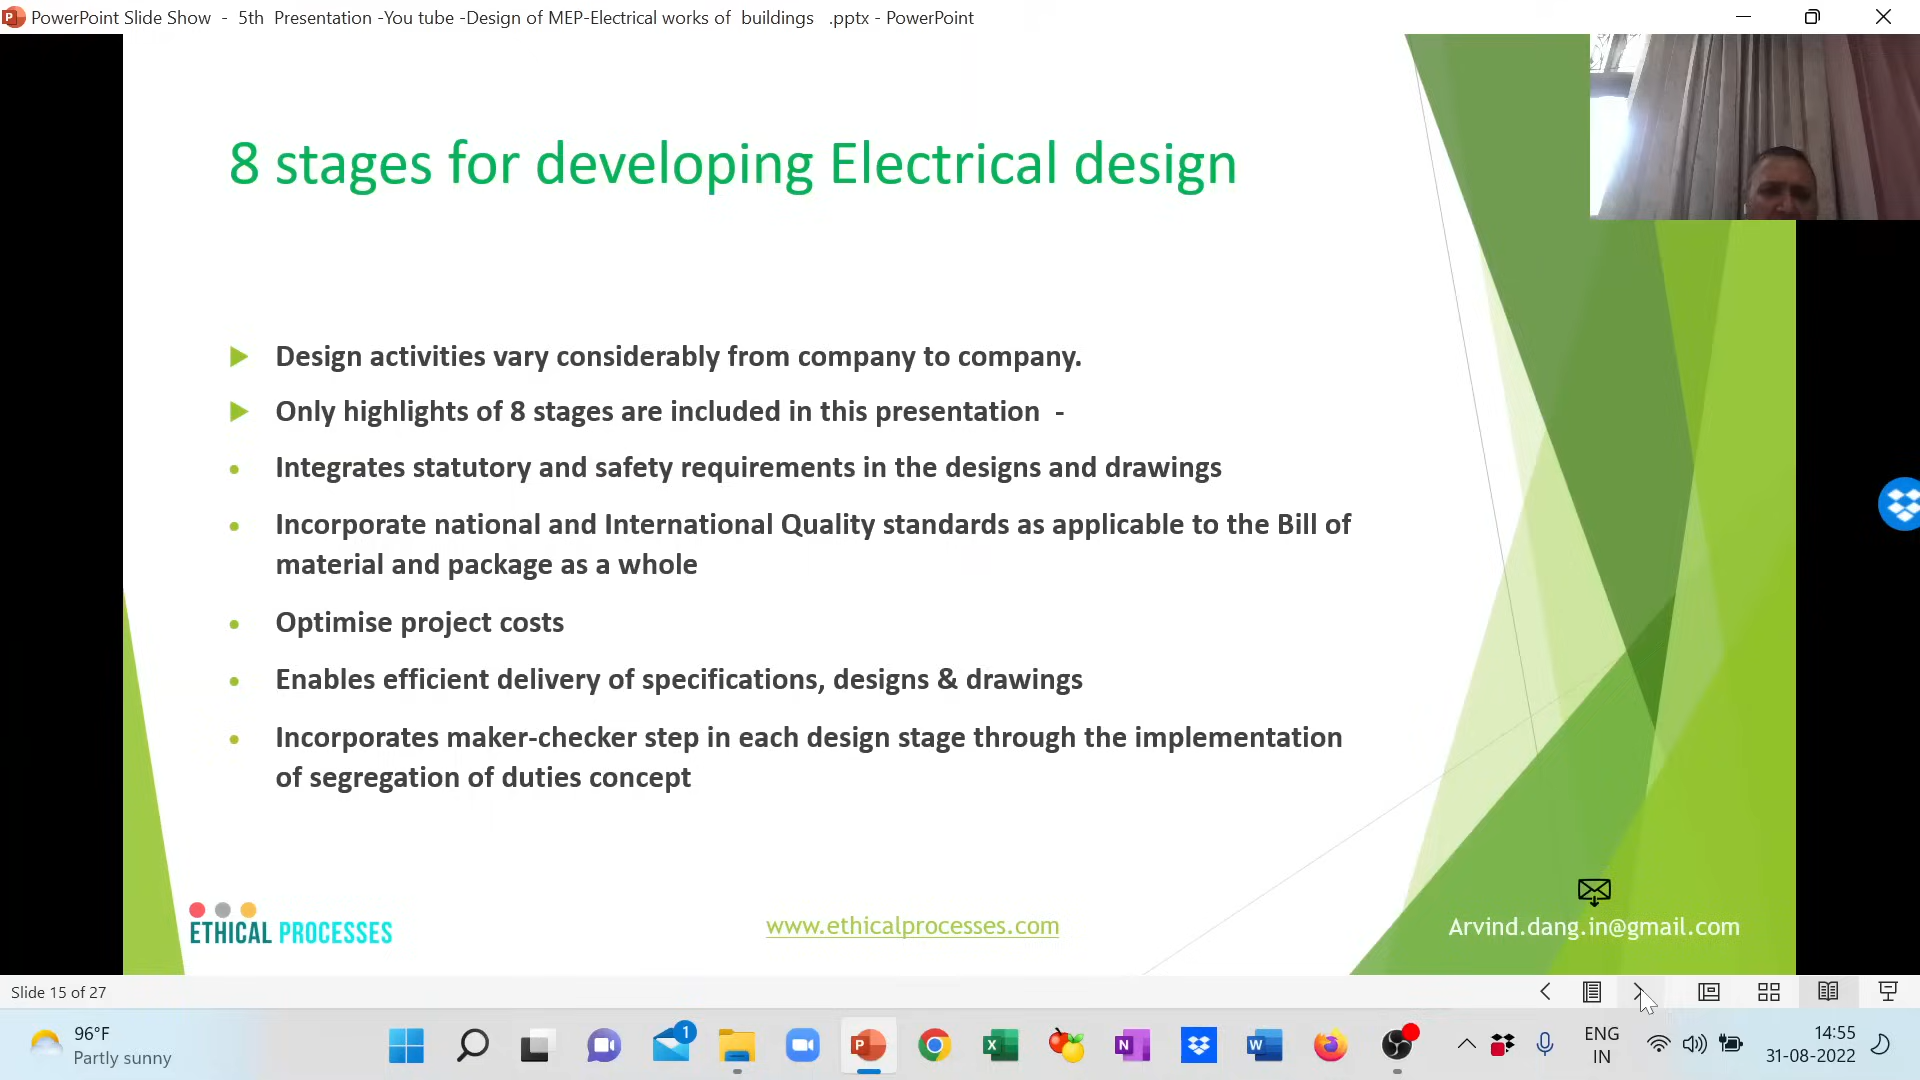 PowerPoint Slide Show - 5th Presentation -You tube -Design of MEP-Electrical works of buildings .pptx - PowerPoint
8 stages for developing Electrical design
Design activities vary considerably from company to company.
Only highlights of 8 stages are included in this presentation -
Integrates statutory and safety requirements in the designs and drawings
Incorporate national and International Quality standards as applicable to the Bill of
material and package as a whole
Optimise project costs
Enables efficient delivery of specifications, designs & drawings
Incorporates maker-checker step in each design stage through the implementation
of segregation of duties concept
ETHICAL PROCESSES
www.ethicalprocesses.com
Arvind.dang.in@gmail.com
Slide 15 of 27
96°F
Partly sunny
1
ENG
IN
14:55
31-08-2022